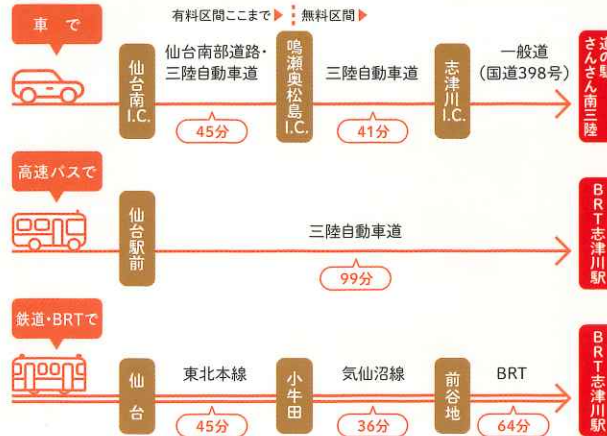 有料区間ここまで▶ 無料区間▶
車で
仙台南I.C.
仙台南部道路・
三陸自動車道
45分
鳴瀬奥松島I.C.
三陸自動車道
41分
志津川I.C.
一般道
(国道398号)
道の駅
さんさん南三陸
高速バスで
仙台駅前
三陸自動車道
99分
BRT志津川駅
鉄道・BRTで
仙台
東北本線
45分
小牛田
気仙沼線
36分
前谷地
BRT
64分
BRT志津川駅